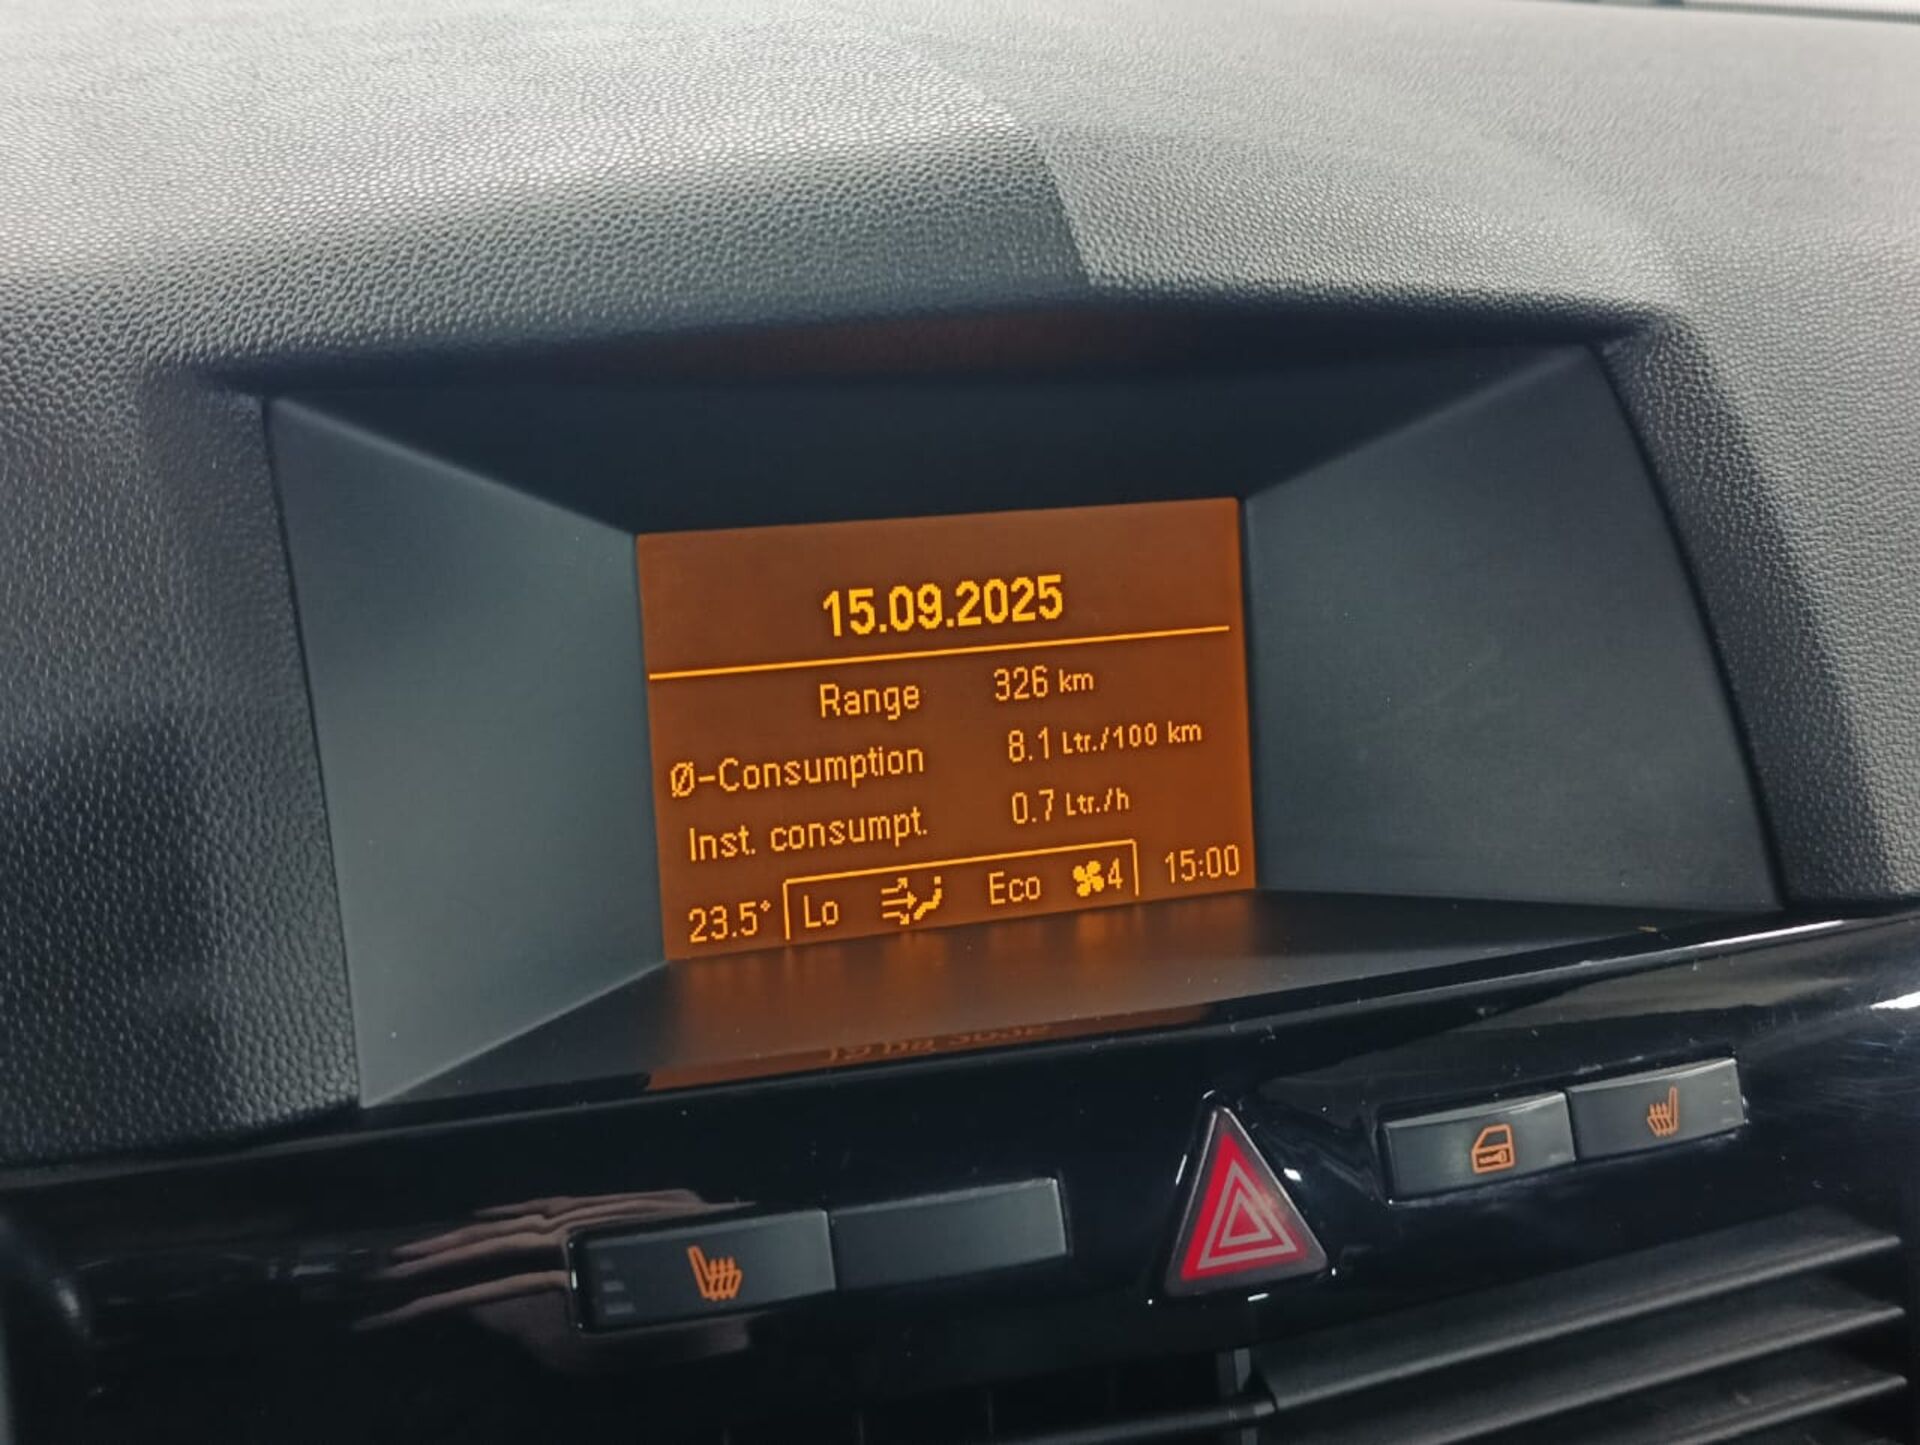 15.09.2025
Range 326 km
Ø-Consumption 8.1 Ltr./100 km
Inst. consumpt. 0.7 Ltr./h
23.5° Lo Eco 4 15:00